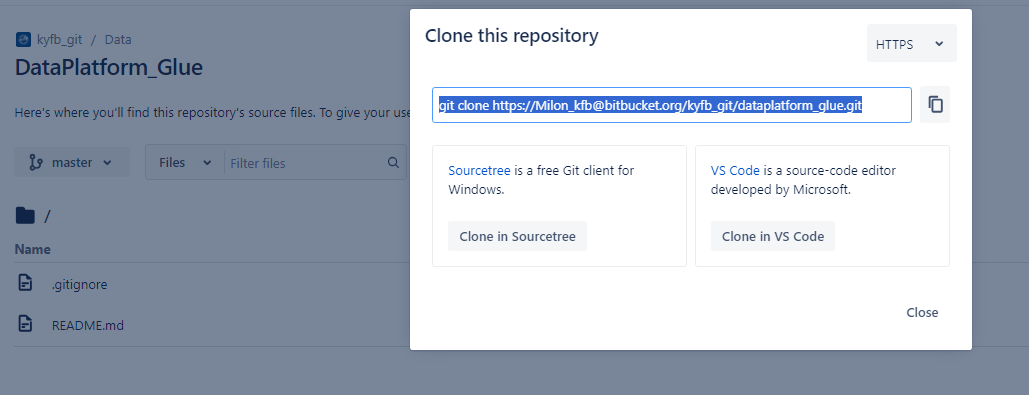 kyfb_git / Data
DataPlatform_Glue
Here's where you'll find this repository's source files. To give your use
master
Files
Filter files
/
Name
.gitignore
README.md
Clone this repository
HTTPS
git clone https://Milon_kfb@bitbucket.org/kyfb_git/dataplatform_glue.git
Sourcetree is a free Git client for
Windows.
Clone in Sourcetree
VS Code is a source-code editor
developed by Microsoft.
Clone in VS Code
Close